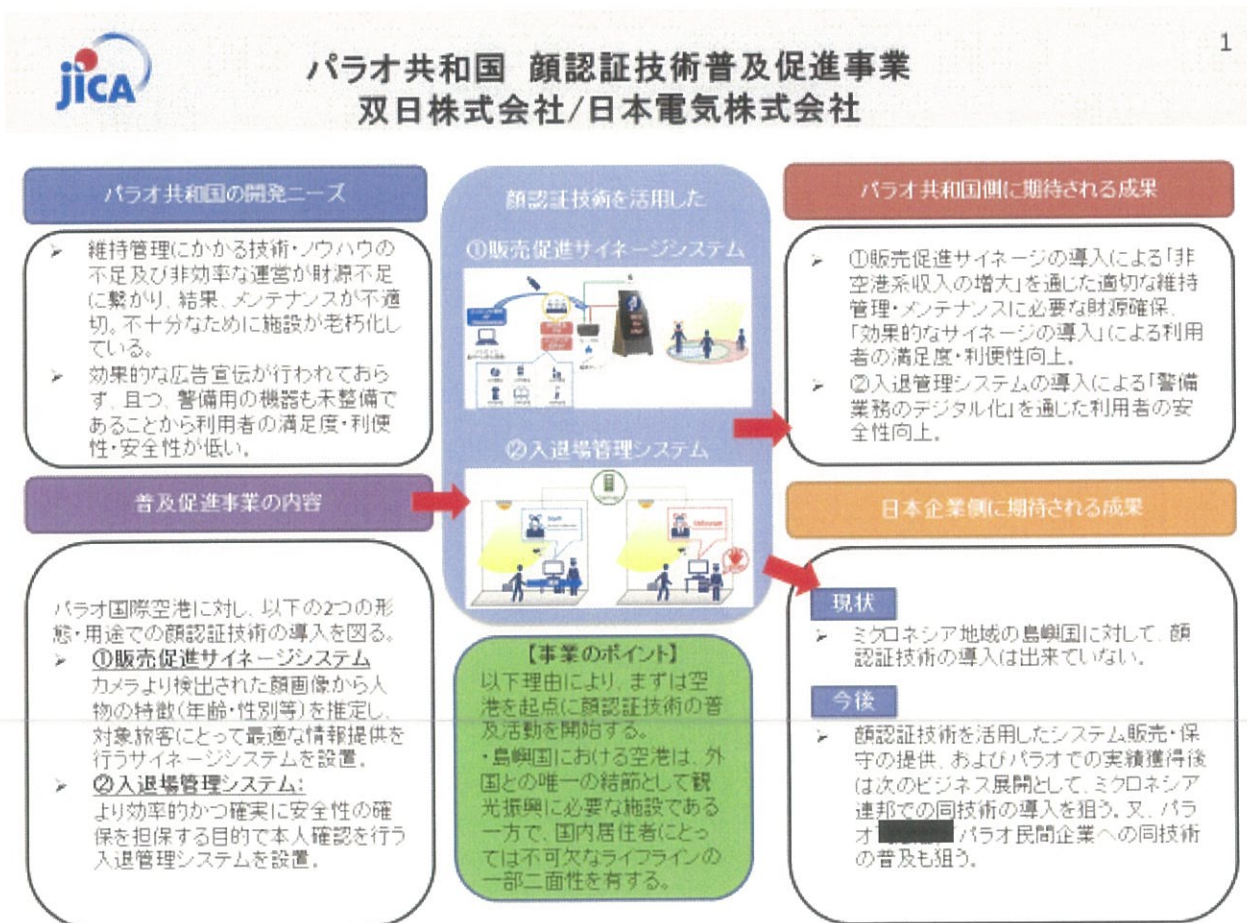 jica
1
パラオ共和国 顔認証技術普及促進事業
双日株式会社/日本電気株式会社
パラオ共和国の開発ニーズ
➢ 維持管理にかかる技術・ノウハウの
不足及び非効率な運営が財源不足
に繋がり、結果、メンテナンスが不適
切。不十分なために施設が老朽化し
ている。
➢ 効果的な広告宣伝が行われておら
ず、且つ、警備用の機器も未整備で
あることから利用者の満足度・利便
性・安全性が低い。
普及促進事業の内容
パラオ国際空港に対し、以下の2つの形
態・用途での顔認証技術の導入を図る。
➢ ①販売促進サイネージシステム
カメラより検出された顔画像から人
物の特徴(年齢・性別等)を推定し、
対象旅客にとって最適な情報提供を
行うサイネージシステムを設置。
➢ ②入退場管理システム:
より効率的かつ確実に安全性の確
保を担保する目的で本人確認を行う
入退管理システムを設置。
顔認証技術を活用した
①販売促進サイネージシステム
②入退場管理システム
【事業のポイント】
以下理由により、まずは空
港を起点に顔認証技術の普
及活動を開始する。
・島嶼国における空港は、外
国との唯一の結節として観
光振興に必要な施設である
一方で、国内居住者にとっ
ては不可欠なライフラインの
一部二面性を有する。
パラオ共和国側に期待される成果
➢ ①販売促進サイネージの導入による「非
空港系収入の増大」を通じた適切な維持
管理・メンテナンスに必要な財源確保、
「効果的なサイネージの導入」による利用
者の満足度・利便性向上。
➢ ②入退管理システムの導入による「警備
業務のデジタル化」を通じた利用者の安
全性向上。
日本企業側に期待される成果
現状
➢ ミクロネシア地域の島嶼国に対して、顔
認証技術の導入は出来ていない。
今後
➢ 顔認証技術を活用したシステム販売・保
守の提供、およびパラオでの実績獲得後
は次のビジネス展開として、ミクロネシア
連邦での同技術の導入を狙う。又、パラ
オ パラオ民間企業への同技術
の普及も狙う。